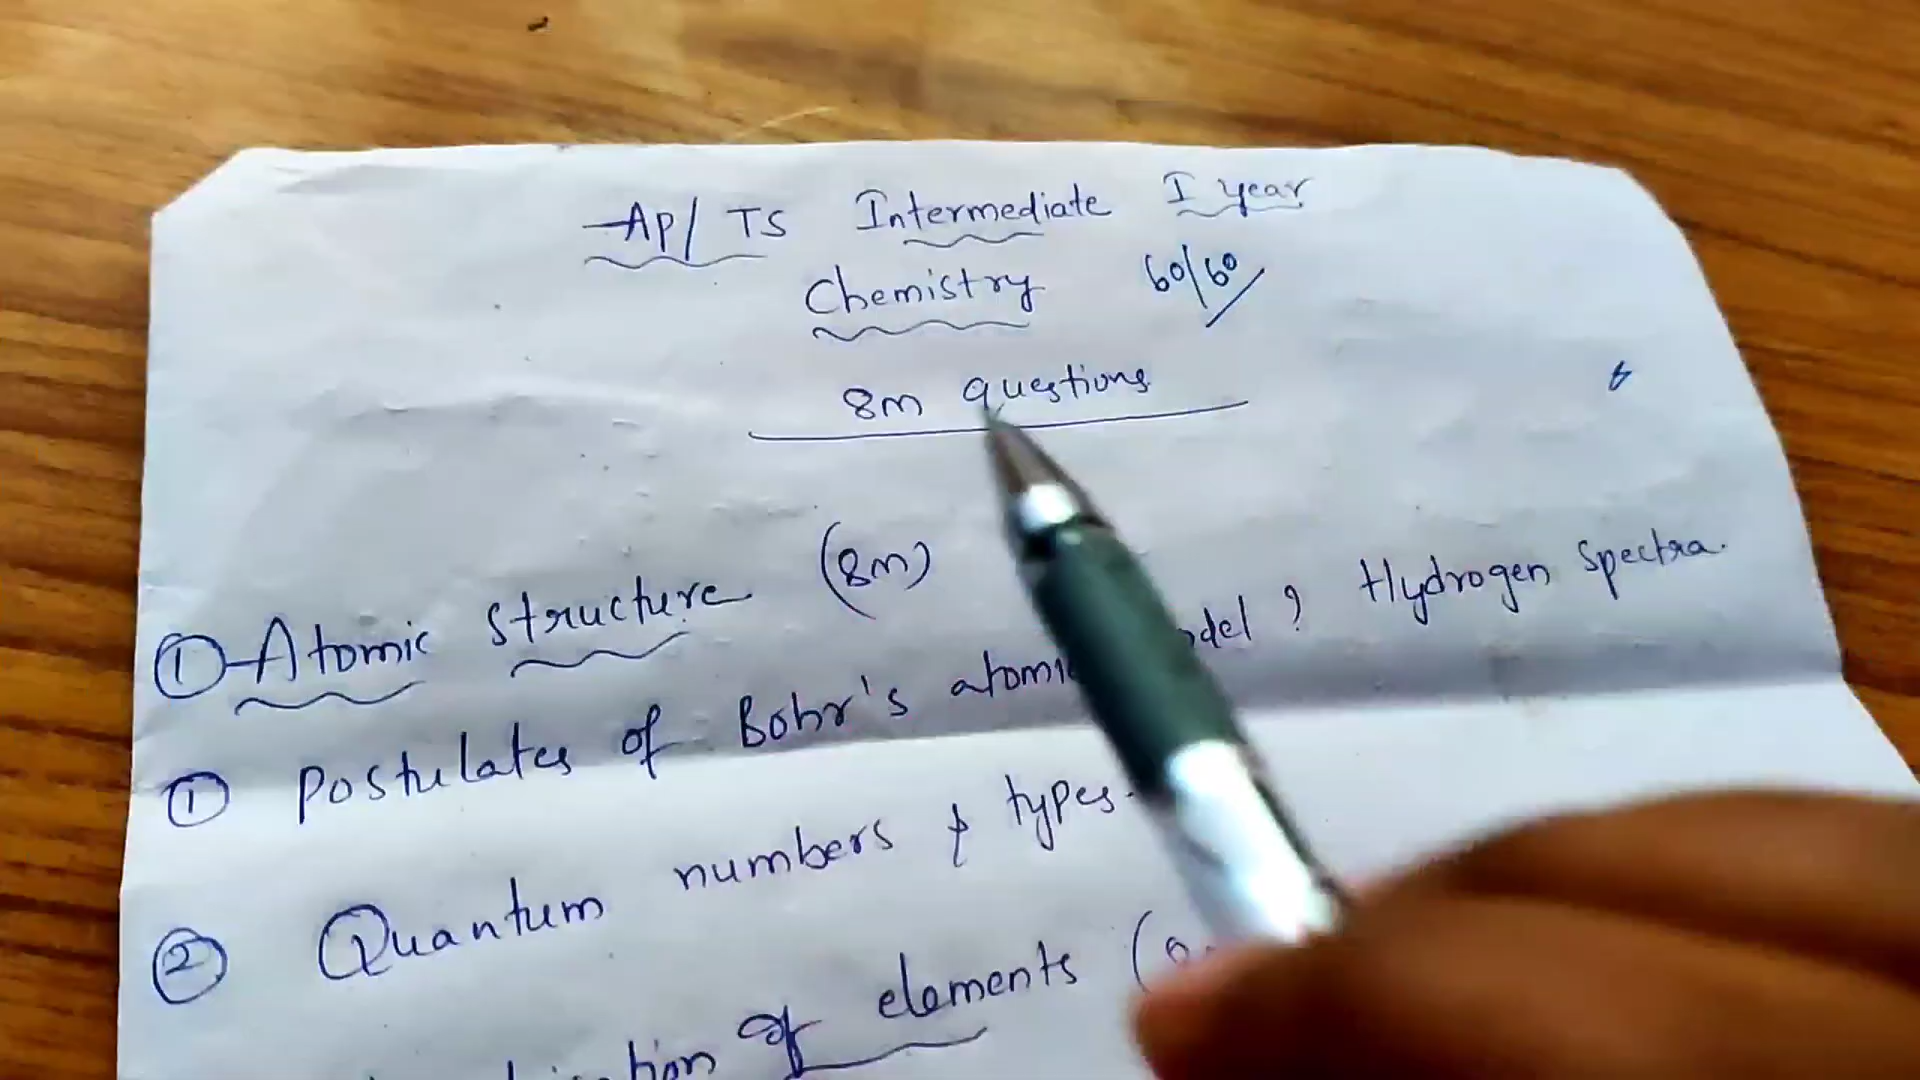 AP/ TS Intermediate I year
Chemistry 60/60
8m questions
① Atomic structure (8m)
① Postulates of Bohr's atomic ? Hydrogen Spectra.
② Quantum numbers & types.
of elements